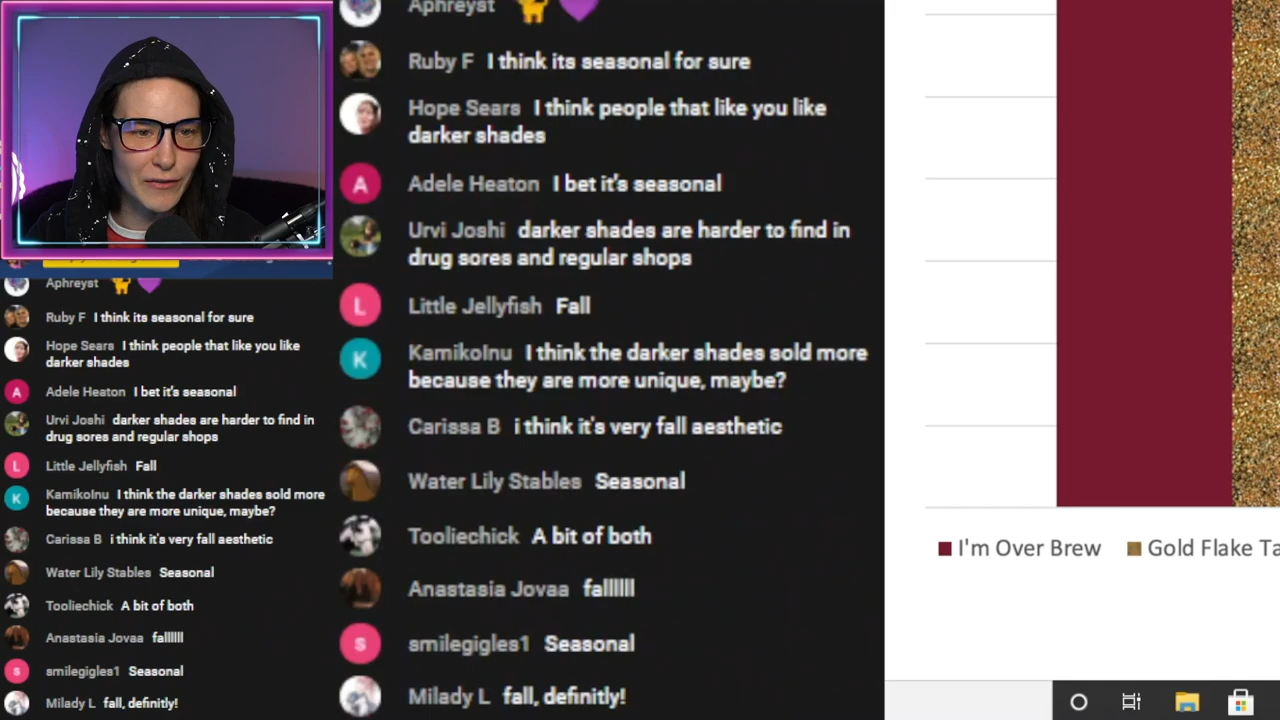 Aphreyst
Ruby F I think its seasonal for sure
Hope Sears I think people that like you like
darker shades
A Adele Heaton I bet it's seasonal
Urvi Joshi darker shades are harder to find in
drug sores and regular shops
L Little Jellyfish Fall
K KamikoInu I think the darker shades sold more
because they are more unique, maybe?
Carissa B i think it's very fall aesthetic
Water Lily Stables Seasonal
Tooliechick A bit of both
Anastasia Jovaa fallllll
s smilegigles1 Seasonal
Milady L fall, definitly!
Aphreyst
Ruby F I think its seasonal for sure
Hope Sears I think people that like you like
darker shades
A Adele Heaton I bet it's seasonal
Urvi Joshi darker shades are harder to find in
drug sores and regular shops
L Little Jellyfish Fall
K KamikoInu I think the darker shades sold more
because they are more unique, maybe?
Carissa B i think it's very fall aesthetic
Water Lily Stables Seasonal
Tooliechick A bit of both
Anastasia Jovaa fallllll
s smilegigles1 Seasonal
Milady L fall, definitly!
I'm Over Brew Gold Flake Ta